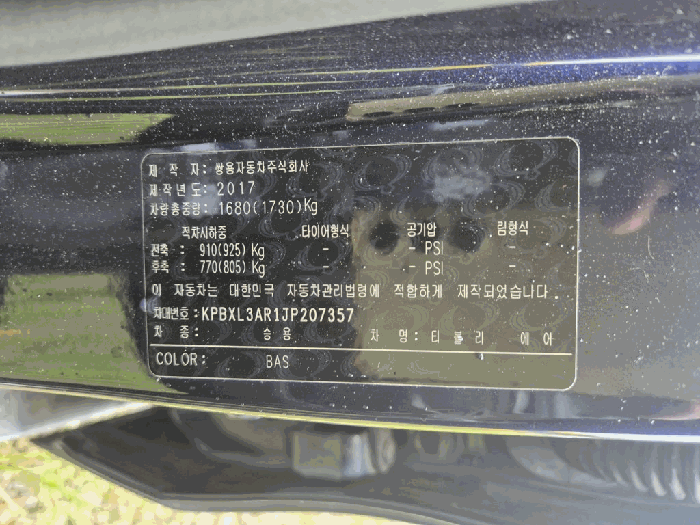 제 작 자: 쌍용자동차주식회사
제작년도: 2017
차량총중량: 1680(1730)Kg
적차시하중 타이어형식 공기압 림형식
전축 : 910(925) Kg - - PSI -
후축 : 770(805) Kg - - PSI -
이 자동차는 대한민국 자동차관리법령에 적합하게 제작되었습니다.
차대번호:KPBXL3AR1JP207357
차 종: 승용 차 명: 티 볼 리 에 어
COLOR: BAS